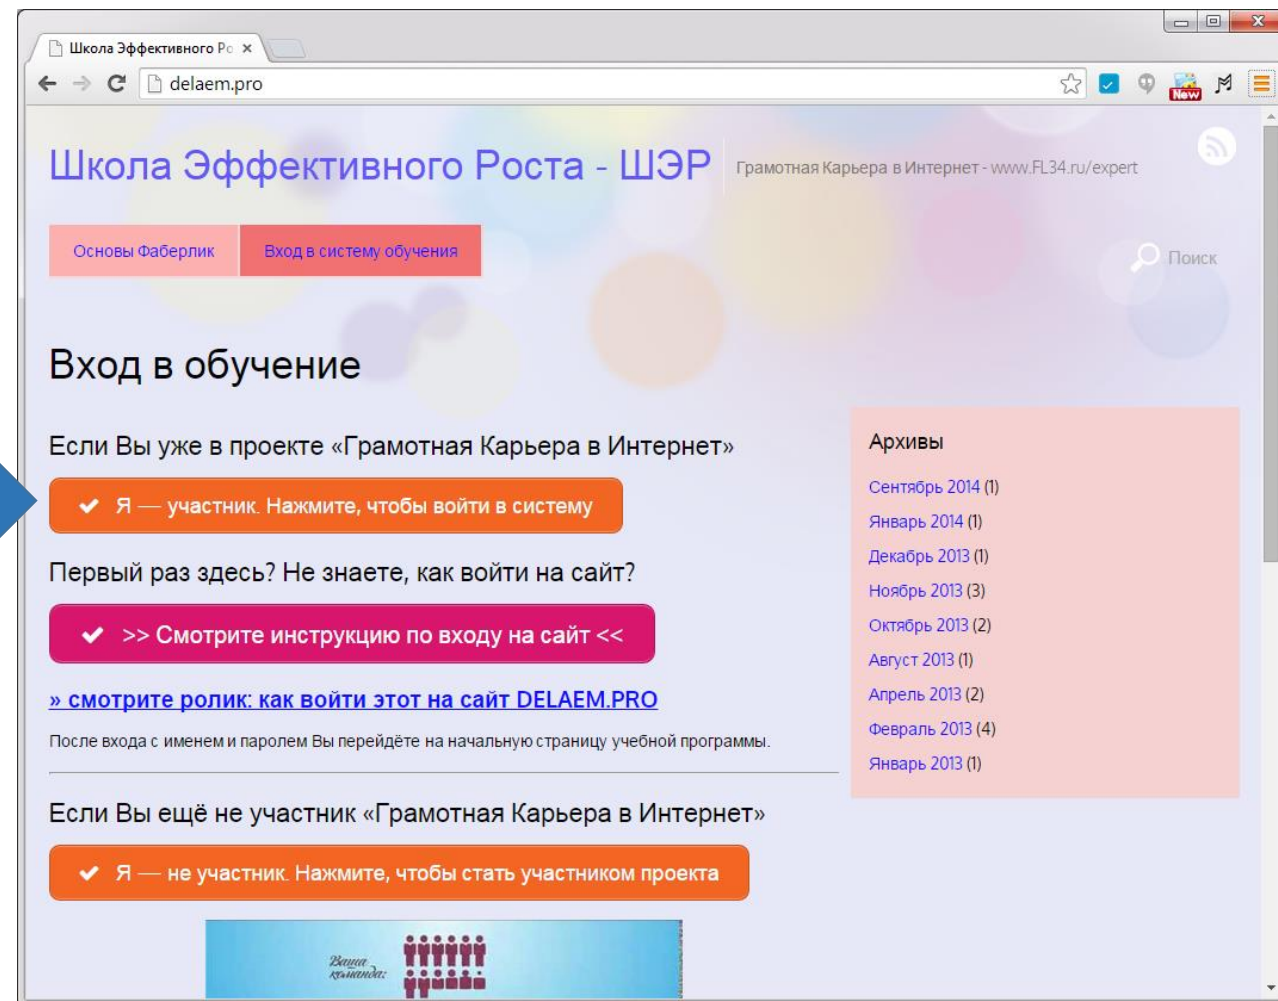 Школа Эффективного Ро
delaem.pro
New
Школа Эффективного Роста - ШЭР
Грамотная Карьера в Интернет - www.FL34.ru/expert
Основы Фаберлик
Вход в систему обучения
Поиск
Вход в обучение
Если Вы уже в проекте «Грамотная Карьера в Интернет»
Я — участник. Нажмите, чтобы войти в систему
Первый раз здесь? Не знаете, как войти на сайт?
>> Смотрите инструкцию по входу на сайт <<
» смотрите ролик: как войти этот на сайт DELAEM.PRO
После входа с именем и паролем Вы перейдёте на начальную страницу учебной программы.
Если Вы ещё не участник «Грамотная Карьера в Интернет»
Я — не участник. Нажмите, чтобы стать участником проекта
Ваша
команда:
Архивы
Сентябрь 2014 (1)
Январь 2014 (1)
Декабрь 2013 (1)
Ноябрь 2013 (3)
Октябрь 2013 (2)
Август 2013 (1)
Апрель 2013 (2)
Февраль 2013 (4)
Январь 2013 (1)